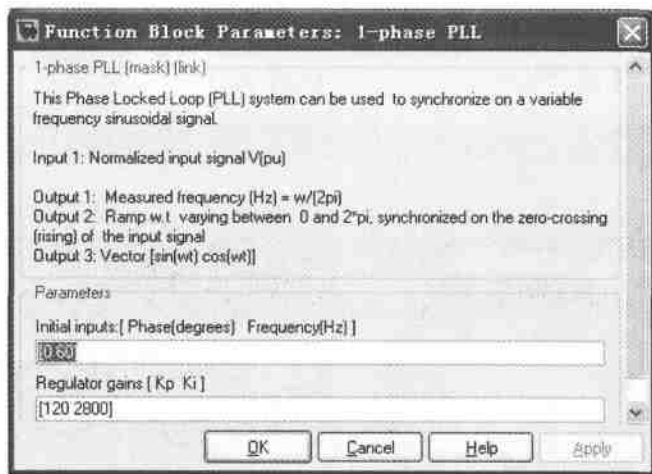 Function Block Parameters: 1-phase PLL
1-phase PLL (mask) (link)
This Phase Locked Loop (PLL) system can be used to synchronize on a variable
frequency sinusoidal signal.
Input 1: Normalized input signal V(pu)
Output 1: Measured frequency (Hz) = w/(2pi)
Output 2: Ramp w.t varying between 0 and 2*pi, synchronized on the zero-crossing
(rising) of the input signal
Output 3: Vector [sin(wt) cos(wt)]
Parameters
Initial inputs:[ Phase(degrees) Frequency(Hz) ]
[0 60]
Regulator gains [ Kp Ki ]
[120 2800]
OK Cancel Help Apply